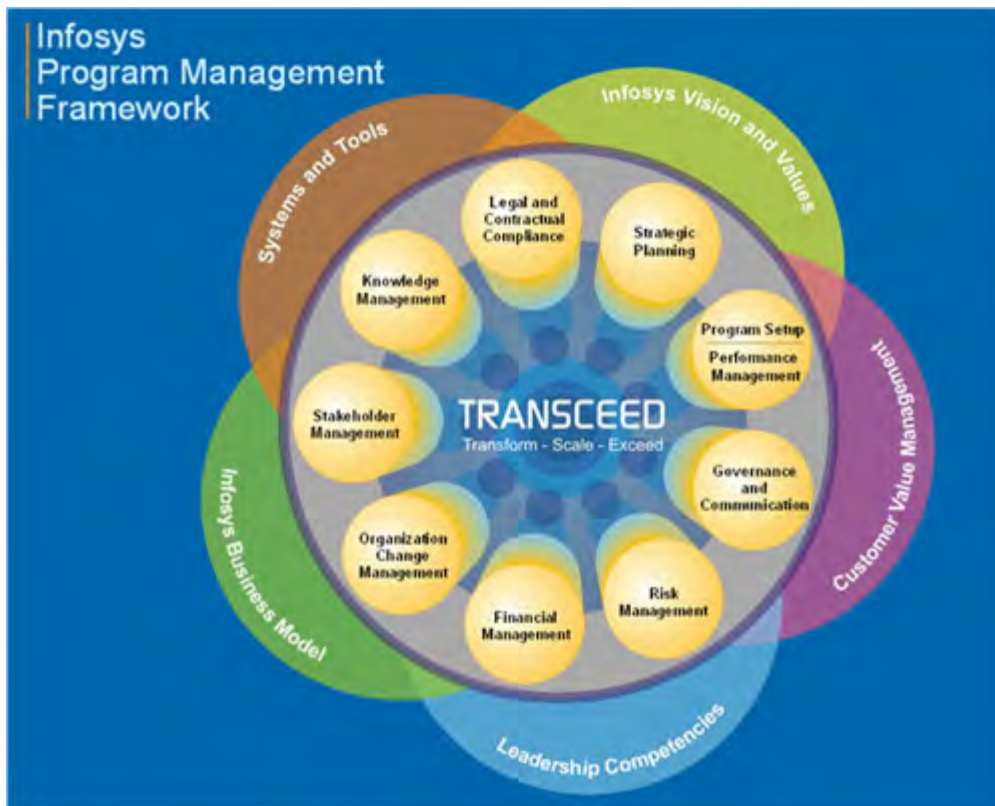 Infosys
Program Management
Framework
Systems and Tools
Infosys Vision and Values
Customer Value Management
Leadership Competencies
Infosys Business Model
Legal and
Contractual
Compliance
Strategic
Planning
Program Setup
Performance
Management
Governance
and
Communication
Risk
Management
Financial
Management
Organization
Change
Management
Stakeholder
Management
Knowledge
Management
TRANSCEED
Transform - Scale - Exceed